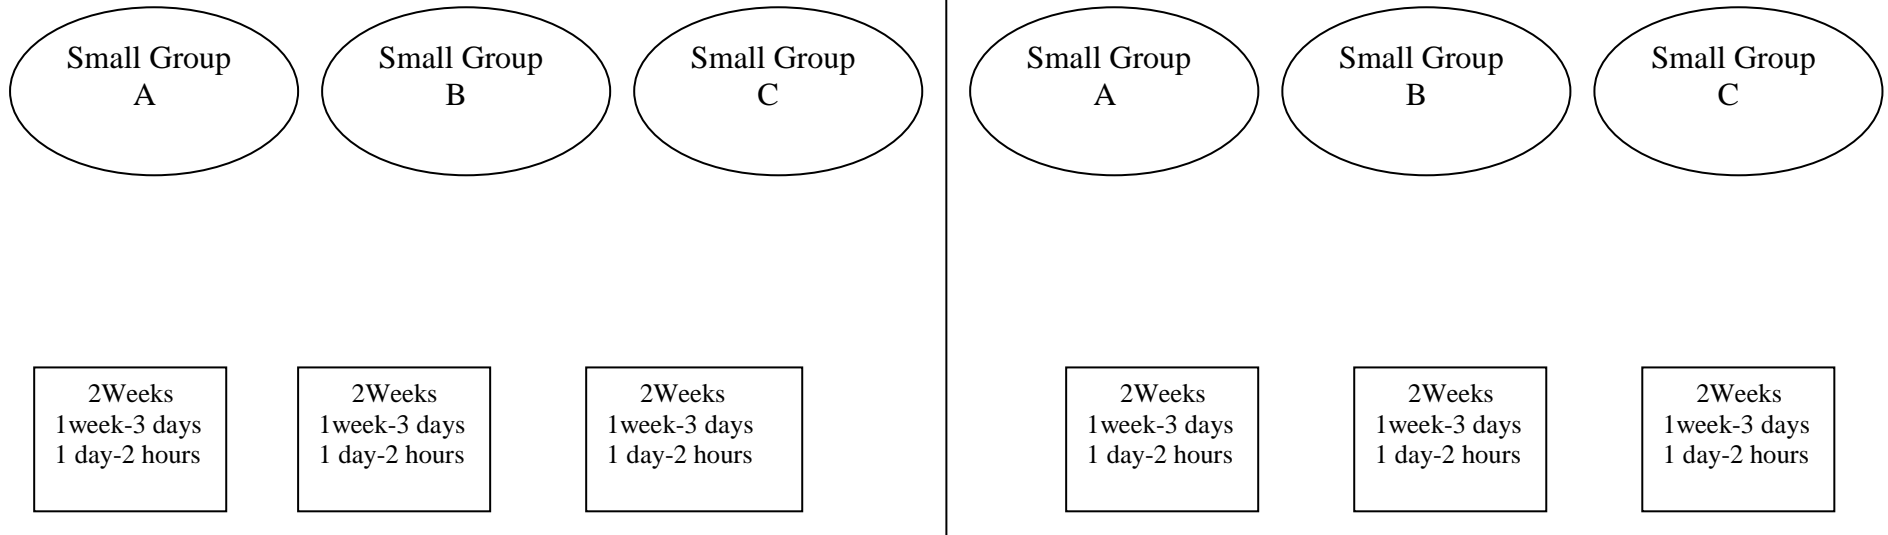 Small Group
A
Small Group
B
Small Group
C
Small Group
A
Small Group
B
Small Group
C
2Weeks
1week-3 days
1 day-2 hours
2Weeks
1week-3 days
1 day-2 hours
2Weeks
1week-3 days
1 day-2 hours
2Weeks
1week-3 days
1 day-2 hours
2Weeks
1week-3 days
1 day-2 hours
2Weeks
1week-3 days
1 day-2 hours